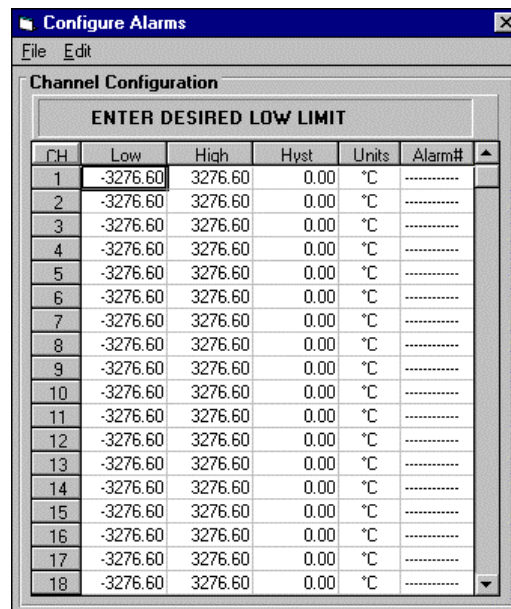 Configure Alarms
File Edit
Channel Configuration
ENTER DESIRED LOW LIMIT
CH Low High Hyst Units Alarm#
1 -3276.60 3276.60 0.00 °C -----------
2 -3276.60 3276.60 0.00 °C -----------
3 -3276.60 3276.60 0.00 °C -----------
4 -3276.60 3276.60 0.00 °C -----------
5 -3276.60 3276.60 0.00 °C -----------
6 -3276.60 3276.60 0.00 °C -----------
7 -3276.60 3276.60 0.00 °C -----------
8 -3276.60 3276.60 0.00 °C -----------
9 -3276.60 3276.60 0.00 °C -----------
10 -3276.60 3276.60 0.00 °C -----------
11 -3276.60 3276.60 0.00 °C -----------
12 -3276.60 3276.60 0.00 °C -----------
13 -3276.60 3276.60 0.00 °C -----------
14 -3276.60 3276.60 0.00 °C -----------
15 -3276.60 3276.60 0.00 °C -----------
16 -3276.60 3276.60 0.00 °C -----------
17 -3276.60 3276.60 0.00 °C -----------
18 -3276.60 3276.60 0.00 °C -----------